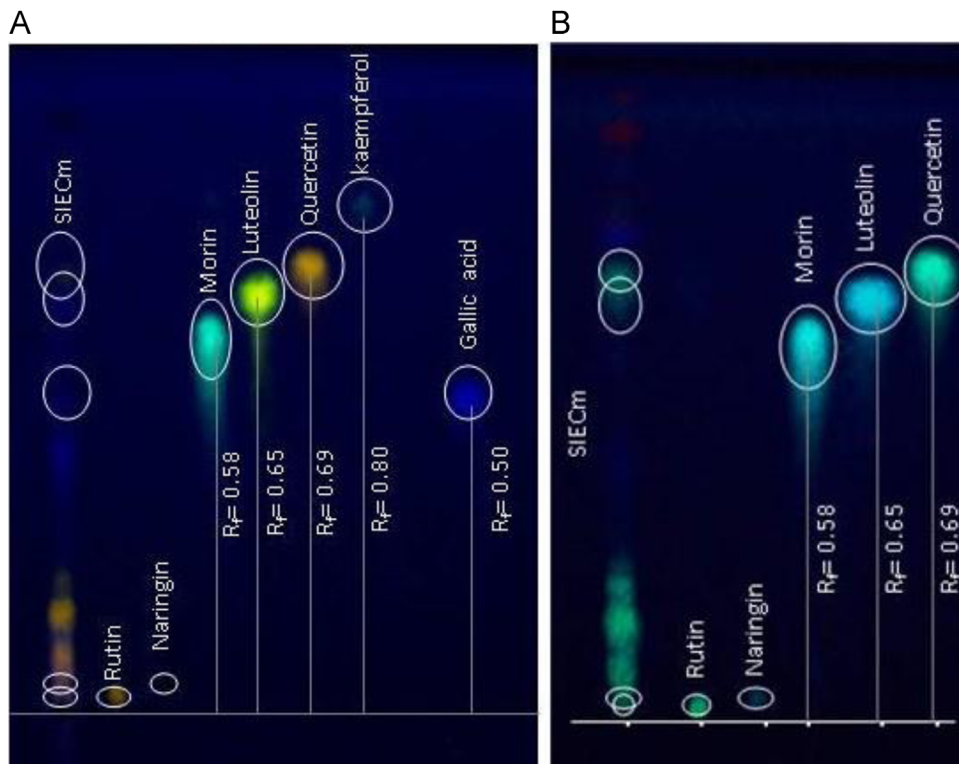 A
SIECm
Rutin
Naringin
Morin
Luteolin
Quercetin
kaempferol
Gallic acid
Rf= 0.58
Rf= 0.65
Rf= 0.69
Rf= 0.80
Rf= 0.50
B
SIECm
Rutin
Naringin
Morin
Luteolin
Quercetin
Rf= 0.58
Rf= 0.65
Rf= 0.69